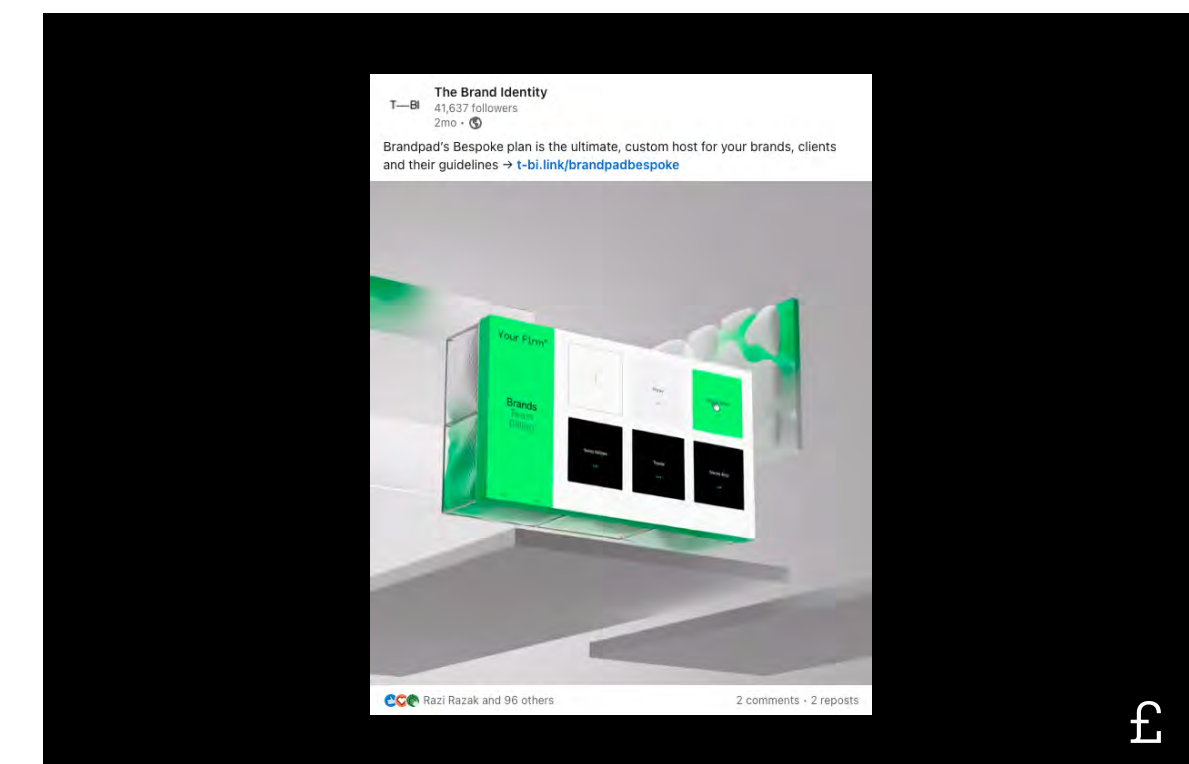 T—BI
The Brand Identity
41,637 followers
2mo •
Brandpad's Bespoke plan is the ultimate, custom host for your brands, clients
and their guidelines → t-bi.link/brandpadbespoke
Your Firm®
Brands
Team
Razi Razak and 96 others
2 comments · 2 reposts
£